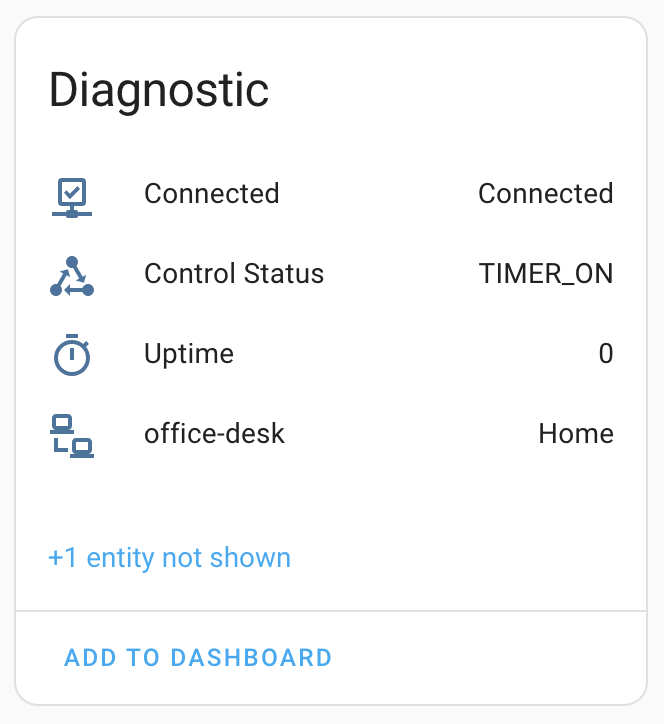 Diagnostic
Connected Connected
Control Status TIMER_ON
Uptime 0
office-desk Home
+1 entity not shown
ADD TO DASHBOARD